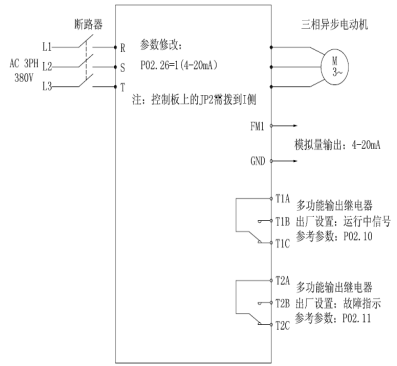 断路器
三相异步电动机
L1
R
参数修改:
AC 3PH
380V
L2
S
P02.26=1(4-20mA)
M
3~
L3
T
注: 控制板上的JP2需拨到I侧
FM1
模拟量输出: 4-20mA
GND
T1A
多功能输出继电器
T1B
出厂设置: 运行中信号
T1C
参考参数: P02.10
T2A
多功能输出继电器
T2B
出厂设置: 故障指示
T2C
参考参数: P02.11